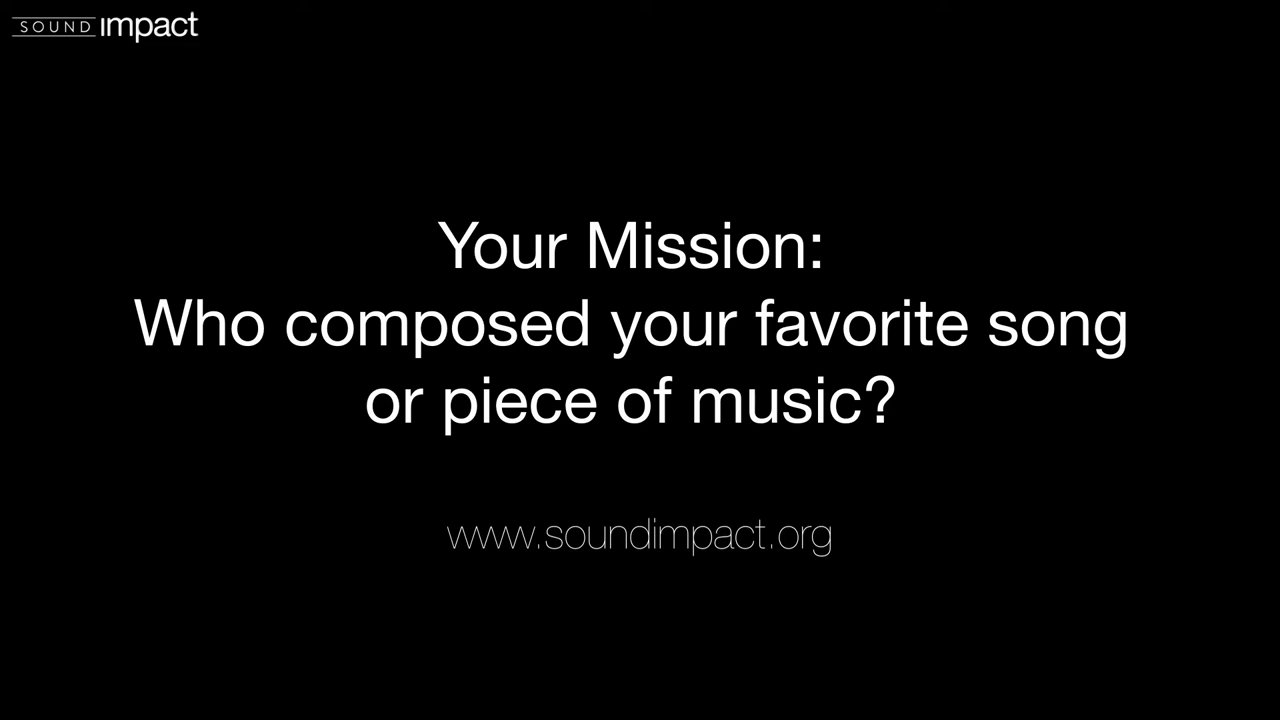 SOUND impact
Your Mission:
Who composed your favorite song
or piece of music?
www.soundimpact.org